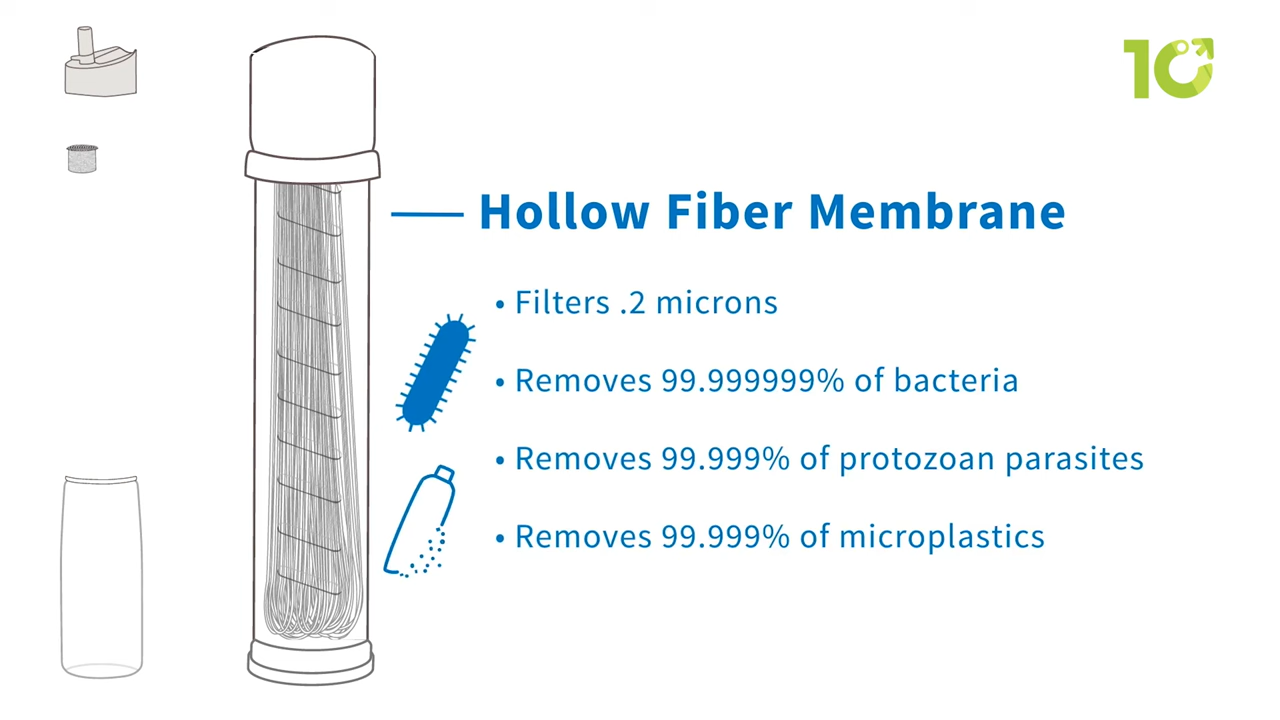 10
Hollow Fiber Membrane
• Filters .2 microns
• Removes 99.999999% of bacteria
• Removes 99.999% of protozoan parasites
• Removes 99.999% of microplastics